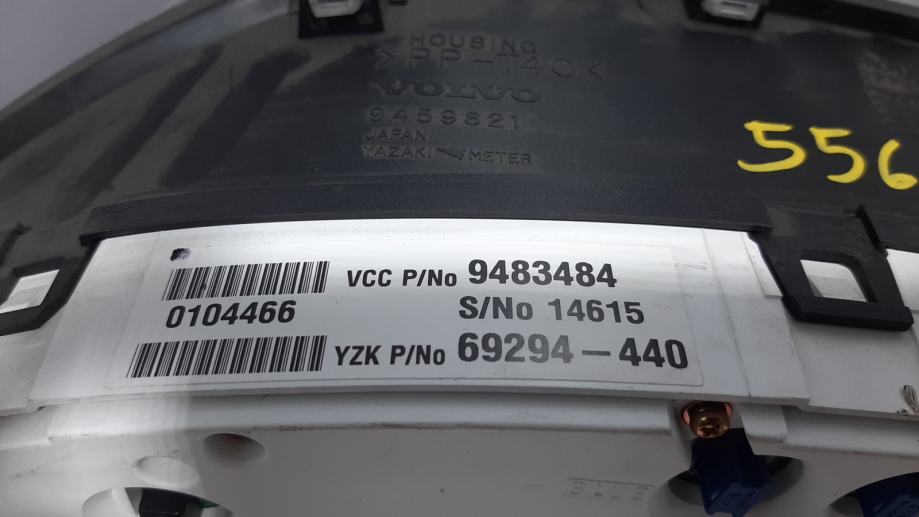 HOUSING
>PP-T40<
VOLVO
9459821
JAPAN
YAZAKI METER
556
VCC P/No 9483484
0104466
S/No 14615
YZK P/No 69294-440
BLUE